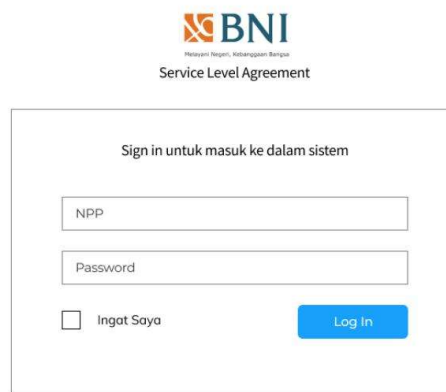 BNI
Melayani Negeri, Kebanggaan Bangsa
Service Level Agreement
Sign in untuk masuk ke dalam sistem
NPP
Password
Ingat Saya
Log In